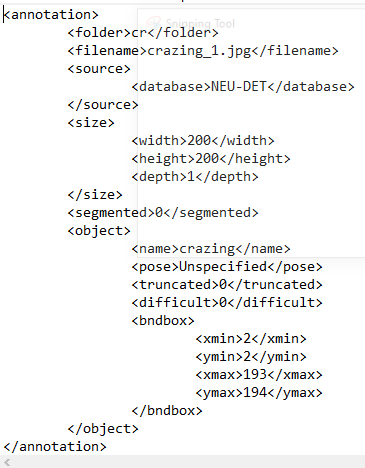 <annotation>
Snipping Tool
<folder>cr</folder>
<filename>crazing_1.jpg</filename>
<source>
<database>NEU-DET</database>
</source>
<size>
<width>200</width>
<height>200</height>
<depth>1</depth>
</size>
<segmented>0</segmented>
<object>
<name>crazing</name>
<pose>Unspecified</pose>
<truncated>0</truncated>
<difficult>0</difficult>
<bndbox>
<xmin>2</xmin>
<ymin>2</ymin>
<xmax>193</xmax>
<ymax>194</ymax>
</bndbox>
</object>
</annotation>